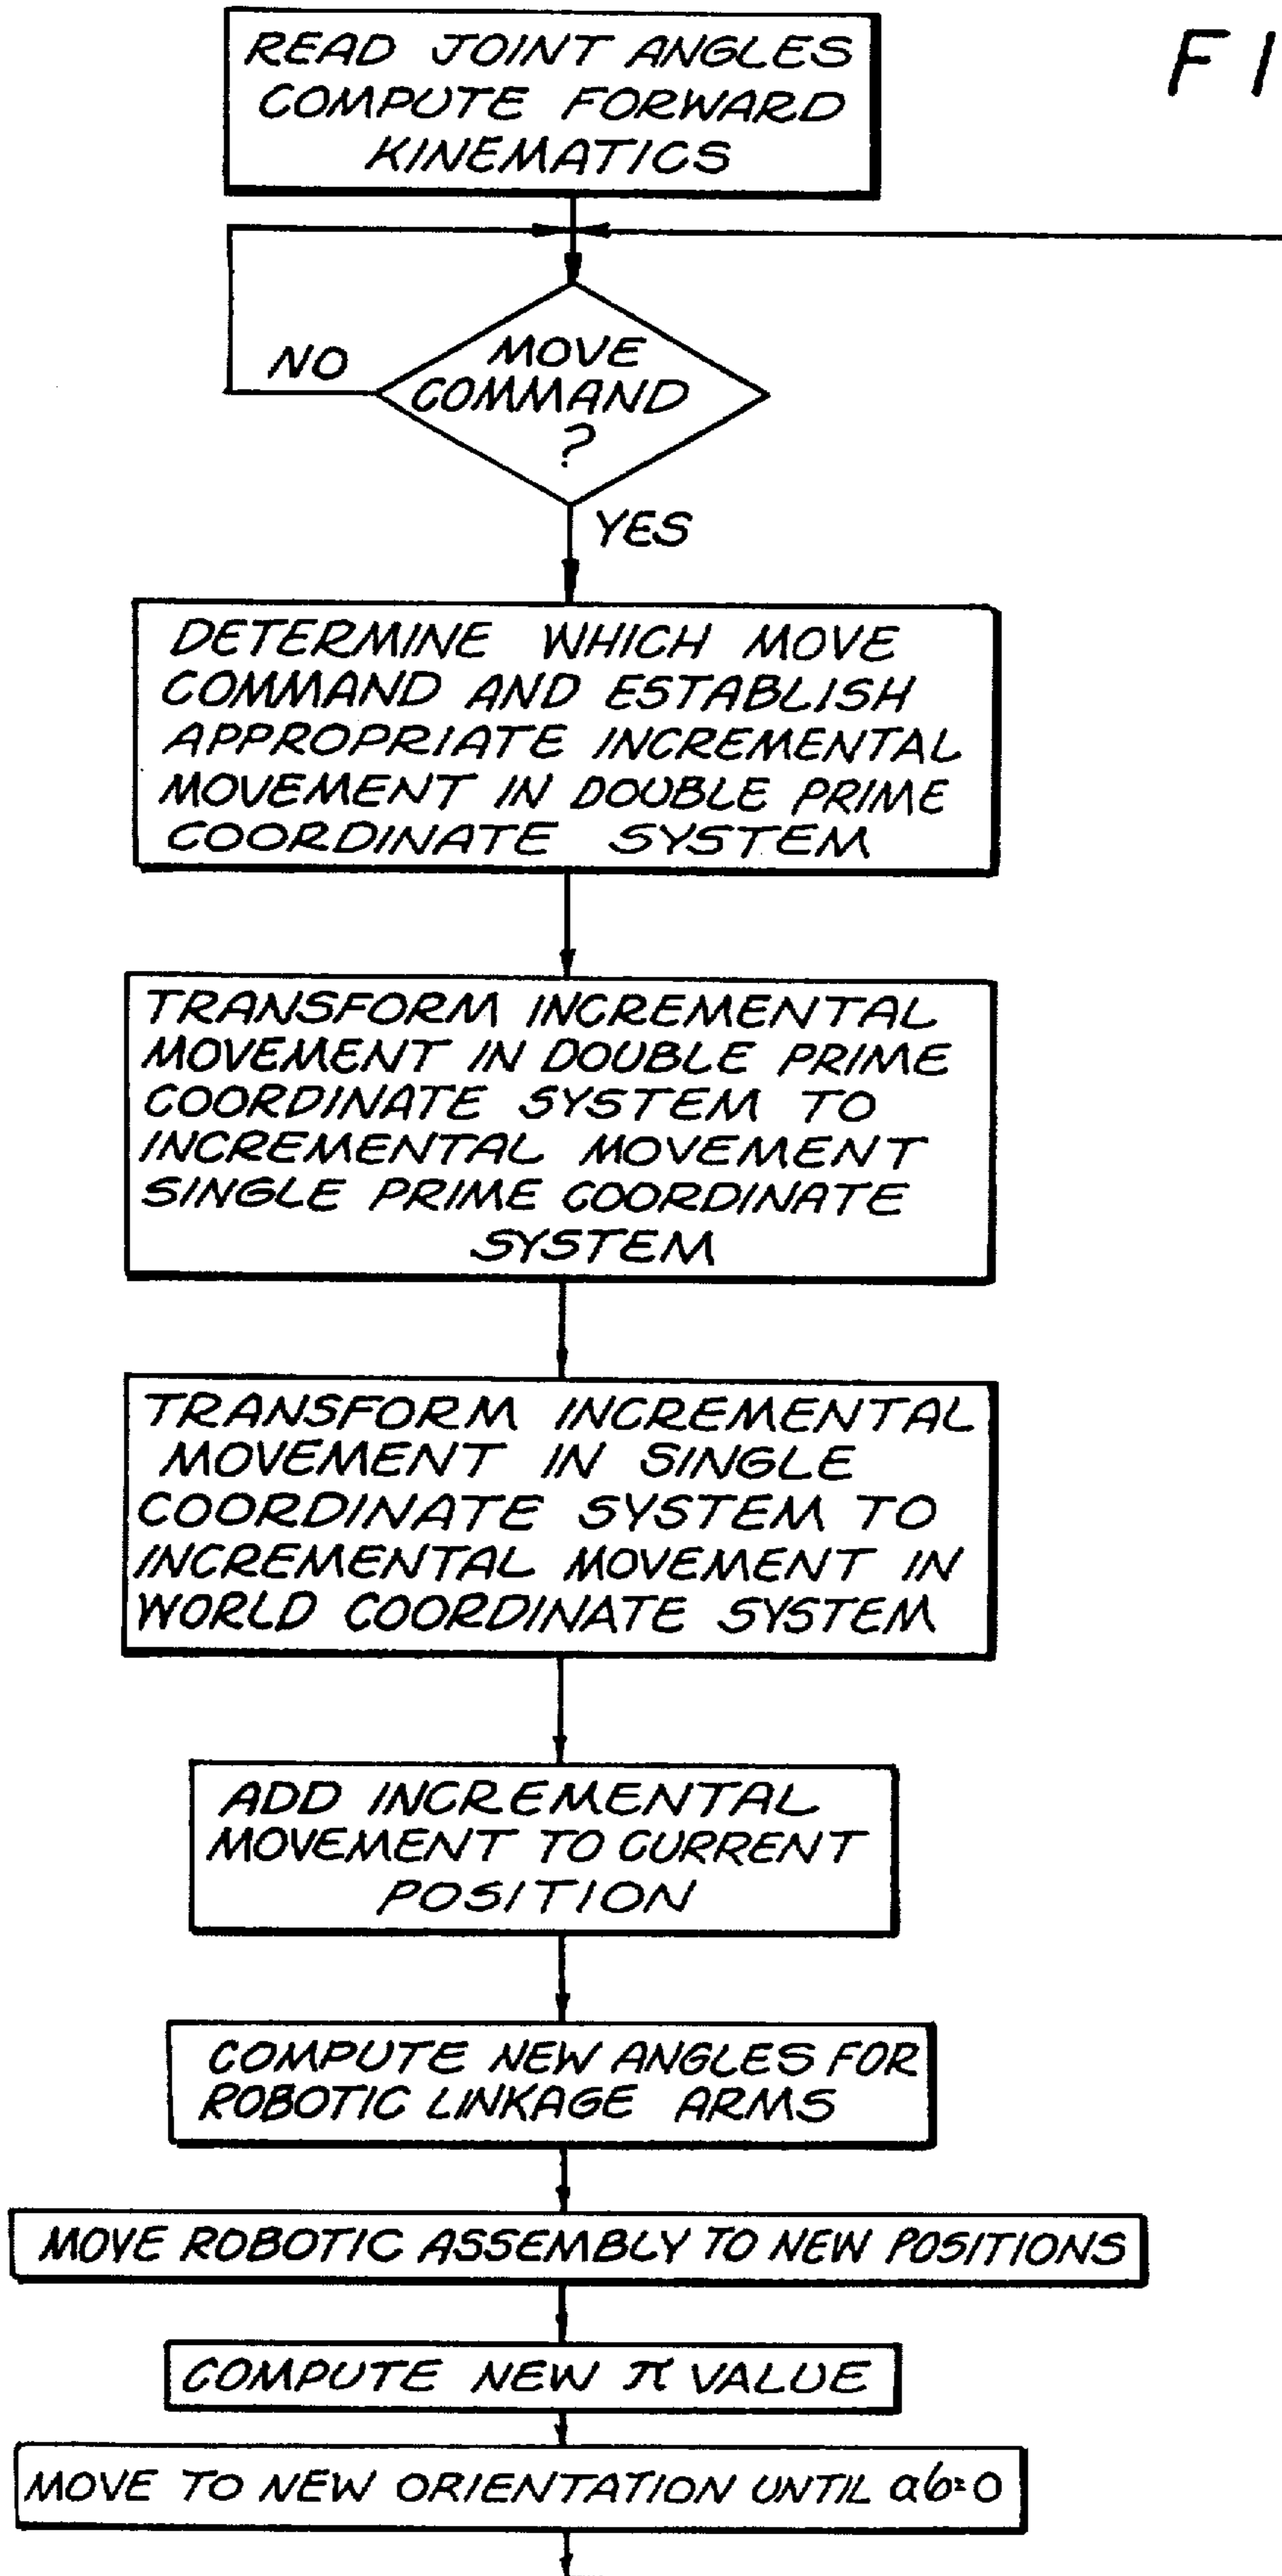 READ JOINT ANGLES
COMPUTE FORWARD
KINEMATICS
FI
NO
MOVE
COMMAND
?
YES
DETERMINE WHICH MOVE
COMMAND AND ESTABLISH
APPROPRIATE INCREMENTAL
MOVEMENT IN DOUBLE PRIME
COORDINATE SYSTEM
TRANSFORM INCREMENTAL
MOVEMENT IN DOUBLE PRIME
COORDINATE SYSTEM TO
INCREMENTAL MOVEMENT
SINGLE PRIME COORDINATE
SYSTEM
TRANSFORM INCREMENTAL
MOVEMENT IN SINGLE
COORDINATE SYSTEM TO
INCREMENTAL MOVEMENT IN
WORLD COORDINATE SYSTEM
ADD INCREMENTAL
MOVEMENT TO CURRENT
POSITION
COMPUTE NEW ANGLES FOR
ROBOTIC LINKAGE ARMS
MOVE ROBOTIC ASSEMBLY TO NEW POSITIONS
COMPUTE NEW π VALUE
MOVE TO NEW ORIENTATION UNTIL α6=0